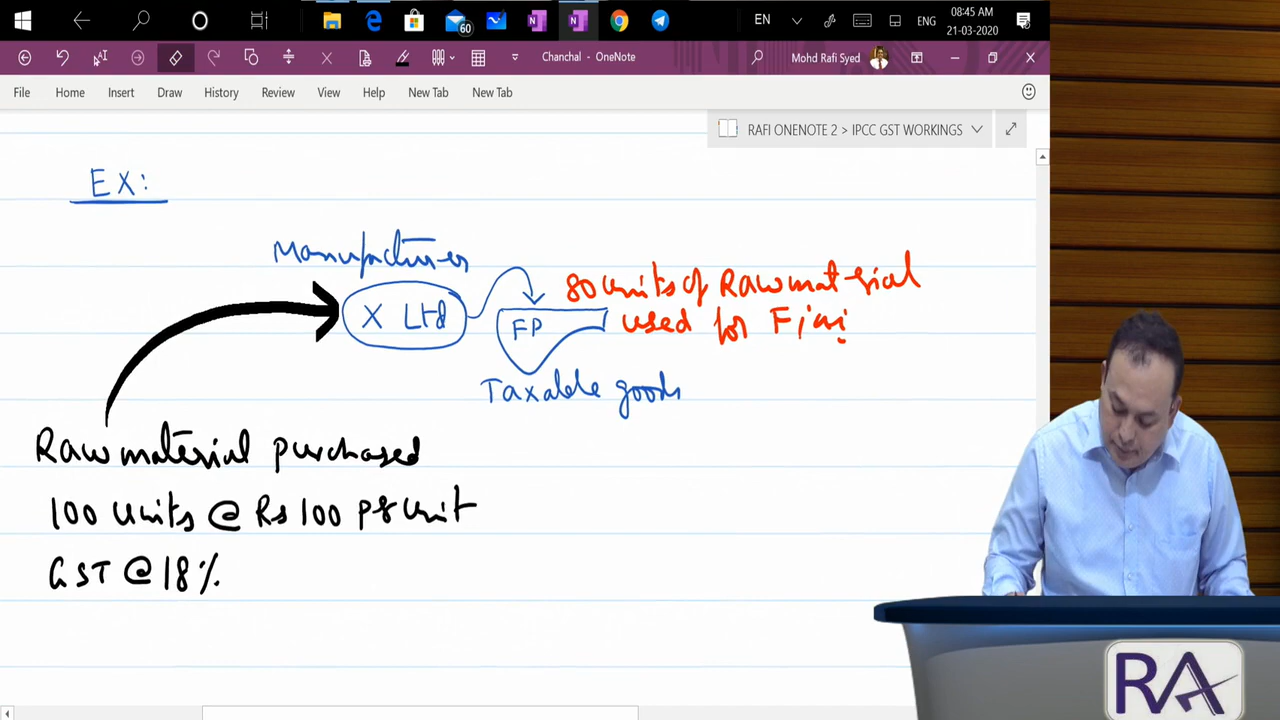 EN
ENG
08:45 AM
21-03-2020
60
Chanchal - OneNote
Mohd Rafi Syed
File Home Insert Draw History Review View Help New Tab New Tab
RAFI ONENOTE 2 > IPCC GST WORKINGS
EX:
Manufacturer
X Ltd
FP
80 units of Raw material
used for Fini
Taxable goods
Raw material purchased
100 units @ Rs 100 per unit
GST @ 18%
RA